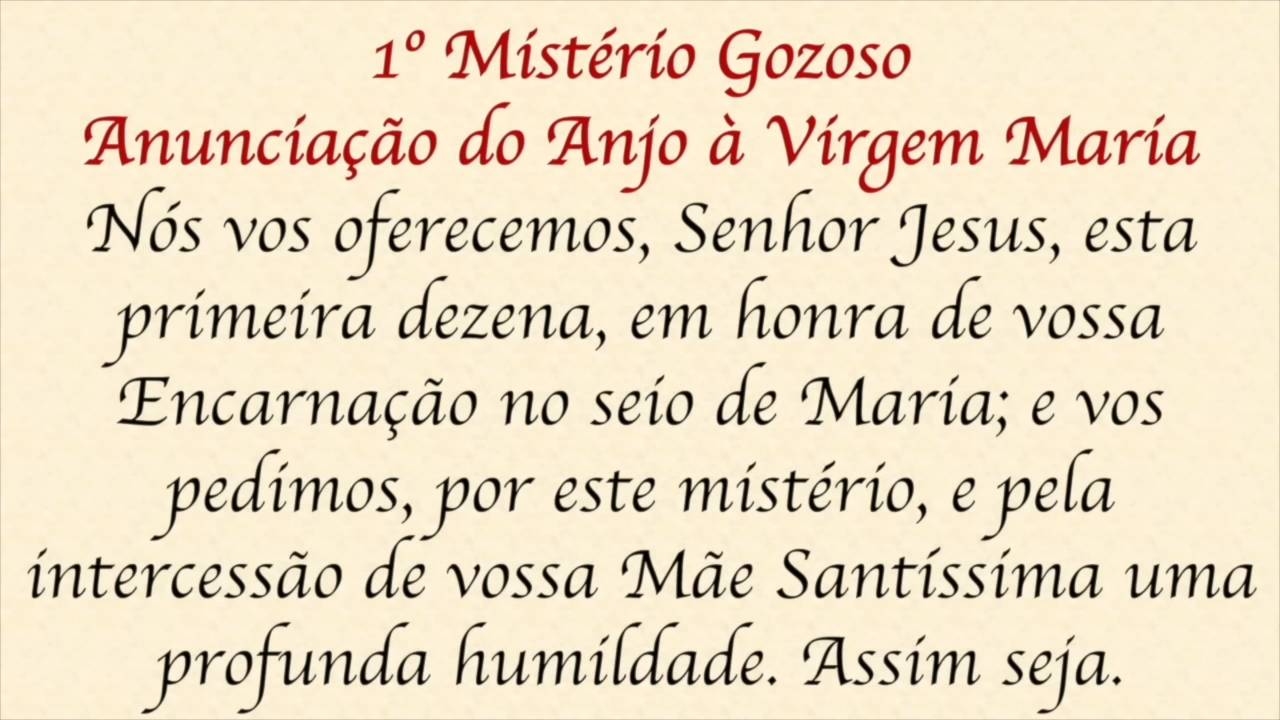 1º Mistério Gozoso
Anunciação do Anjo à Virgem Maria
Nós vos oferecemos, Senhor Jesus, esta
primeira dezena, em honra de vossa
Encarnação no seio de Maria; e vos
pedimos, por este mistério, e pela
intercessão de vossa Mãe Santíssima uma
profunda humildade. Assim seja.